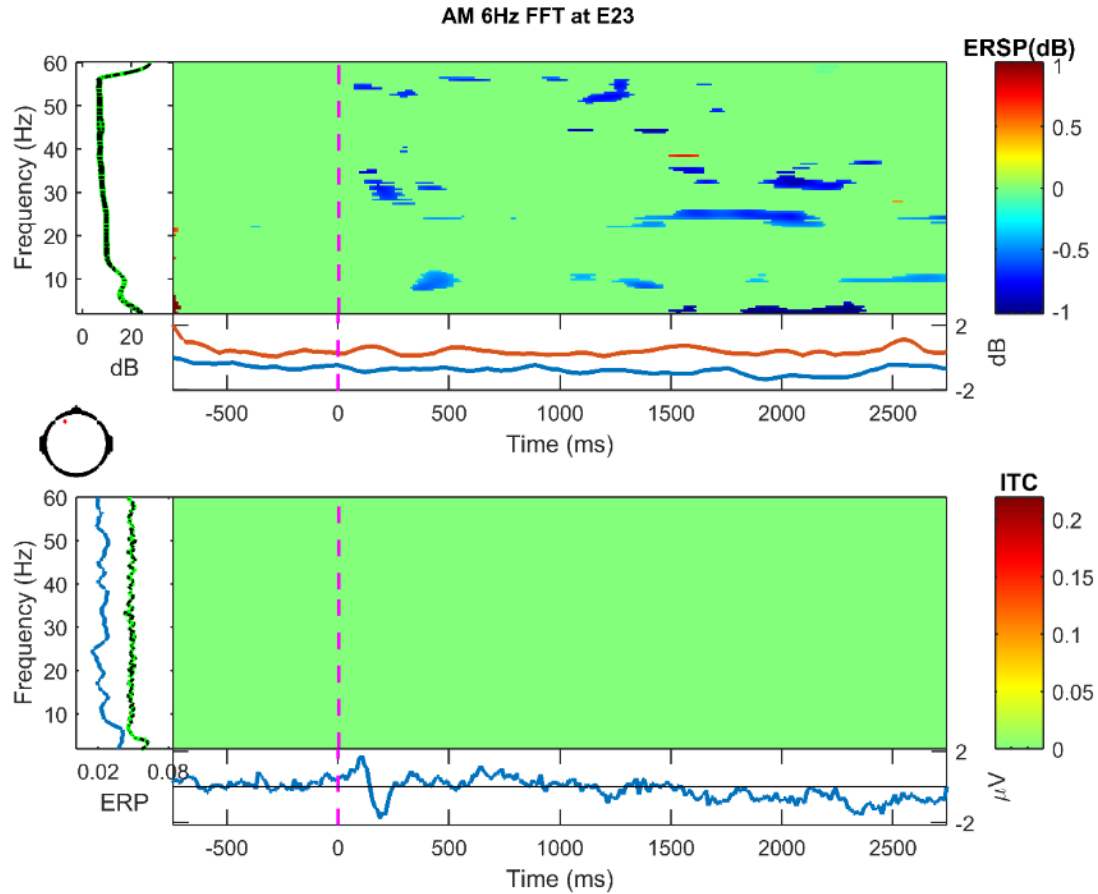 AM 6Hz FFT at E23
ERSP(dB)
60
50
40
30
20
10
Frequency (Hz)
1
0.5
0
-0.5
-1
0 20
dB
2
-2
dB
-500 0 500 1000 1500 2000 2500
Time (ms)
ITC
60
50
40
30
20
10
Frequency (Hz)
0.2
0.15
0.1
0.05
0
0.02 0.08
ERP
2
-2
μV
-500 0 500 1000 1500 2000 2500
Time (ms)